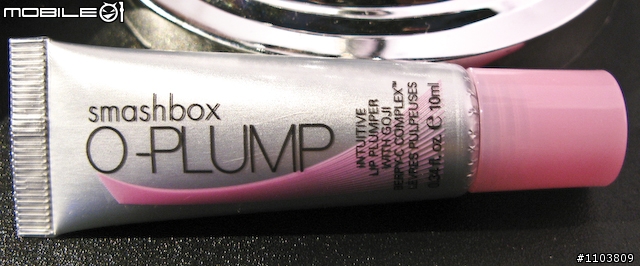 MOBILE01
smashbox
O-PLUMP
INTUITIVE
LIP PLUMPER
WITH GOJI
BERRY-C COMPLEX™
LÈVRES PULPEUSES
0.34 fl. oz. ℮ 10ml
#1103809